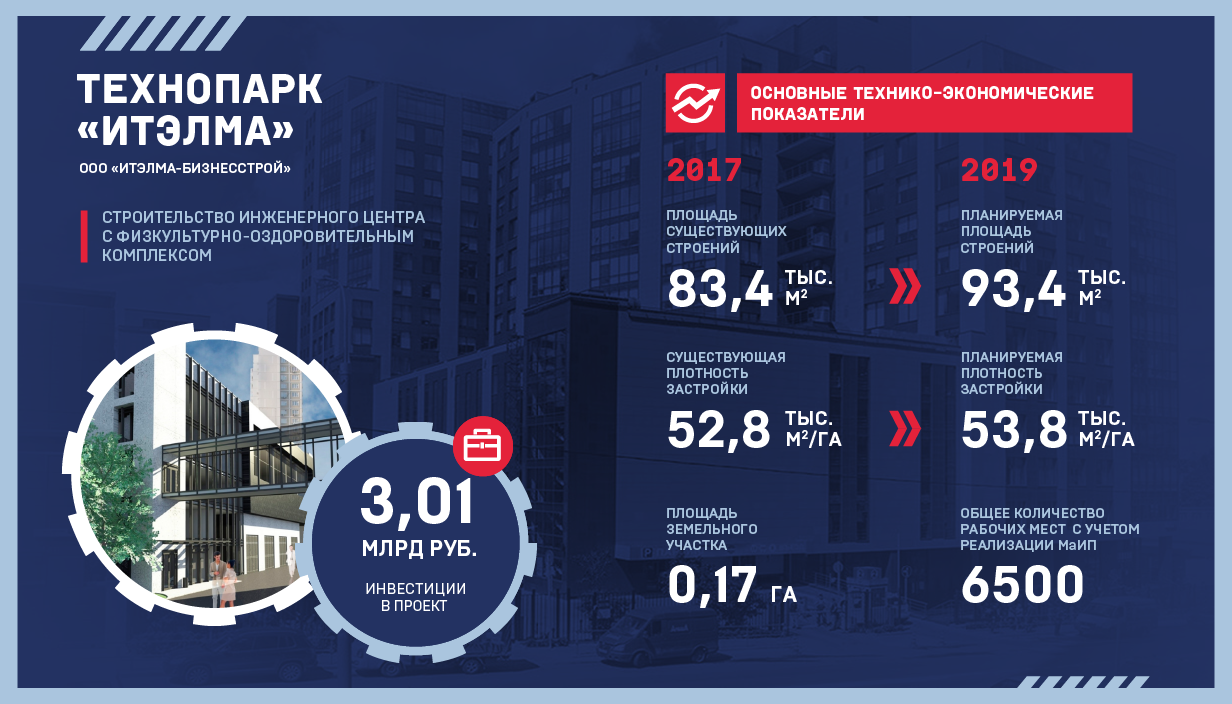 ТЕХНОПАРК
«ИТЭЛМА»
ООО «ИТЭЛМА-БИЗНЕССТРОЙ»
СТРОИТЕЛЬСТВО ИНЖЕНЕРНОГО ЦЕНТРА
С ФИЗКУЛЬТУРНО-ОЗДОРОВИТЕЛЬНЫМ
КОМПЛЕКСОМ
3,01
МЛРД РУБ.
ИНВЕСТИЦИИ
В ПРОЕКТ
ОСНОВНЫЕ ТЕХНИКО-ЭКОНОМИЧЕСКИЕ
ПОКАЗАТЕЛИ
2017
ПЛОЩАДЬ
СУЩЕСТВУЮЩИХ
СТРОЕНИЙ
83,4 ТЫС.
М²
2019
ПЛАНИРУЕМАЯ
ПЛОЩАДЬ
СТРОЕНИЙ
93,4 ТЫС.
М²
СУЩЕСТВУЮЩАЯ
ПЛОТНОСТЬ
ЗАСТРОЙКИ
52,8 ТЫС.
М²/ГА
ПЛАНИРУЕМАЯ
ПЛОТНОСТЬ
ЗАСТРОЙКИ
53,8 ТЫС.
М²/ГА
ПЛОЩАДЬ
ЗЕМЕЛЬНОГО
УЧАСТКА
0,17 ГА
ОБЩЕЕ КОЛИЧЕСТВО
РАБОЧИХ МЕСТ С УЧЕТОМ
РЕАЛИЗАЦИИ МаИП
6500